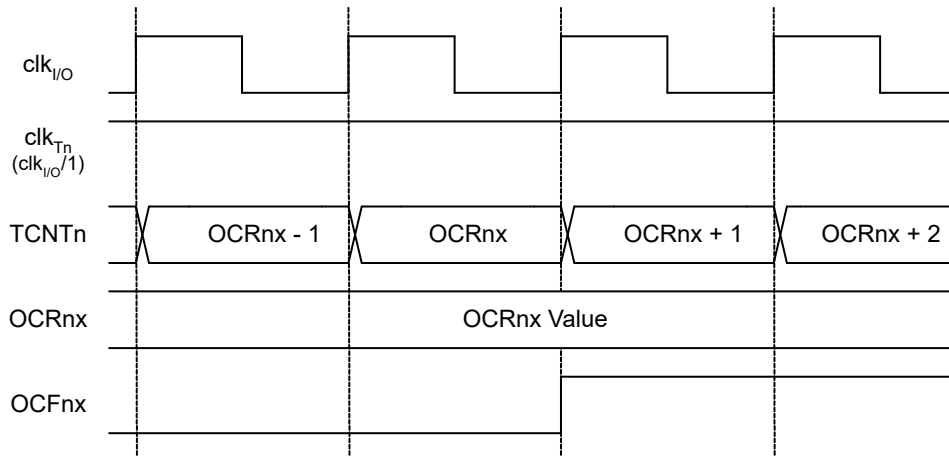 clkI/O
clkTn
(clkI/O/1)
TCNTn
OCRnx - 1
OCRnx
OCRnx + 1
OCRnx + 2
OCRnx
OCRnx Value
OCFnx